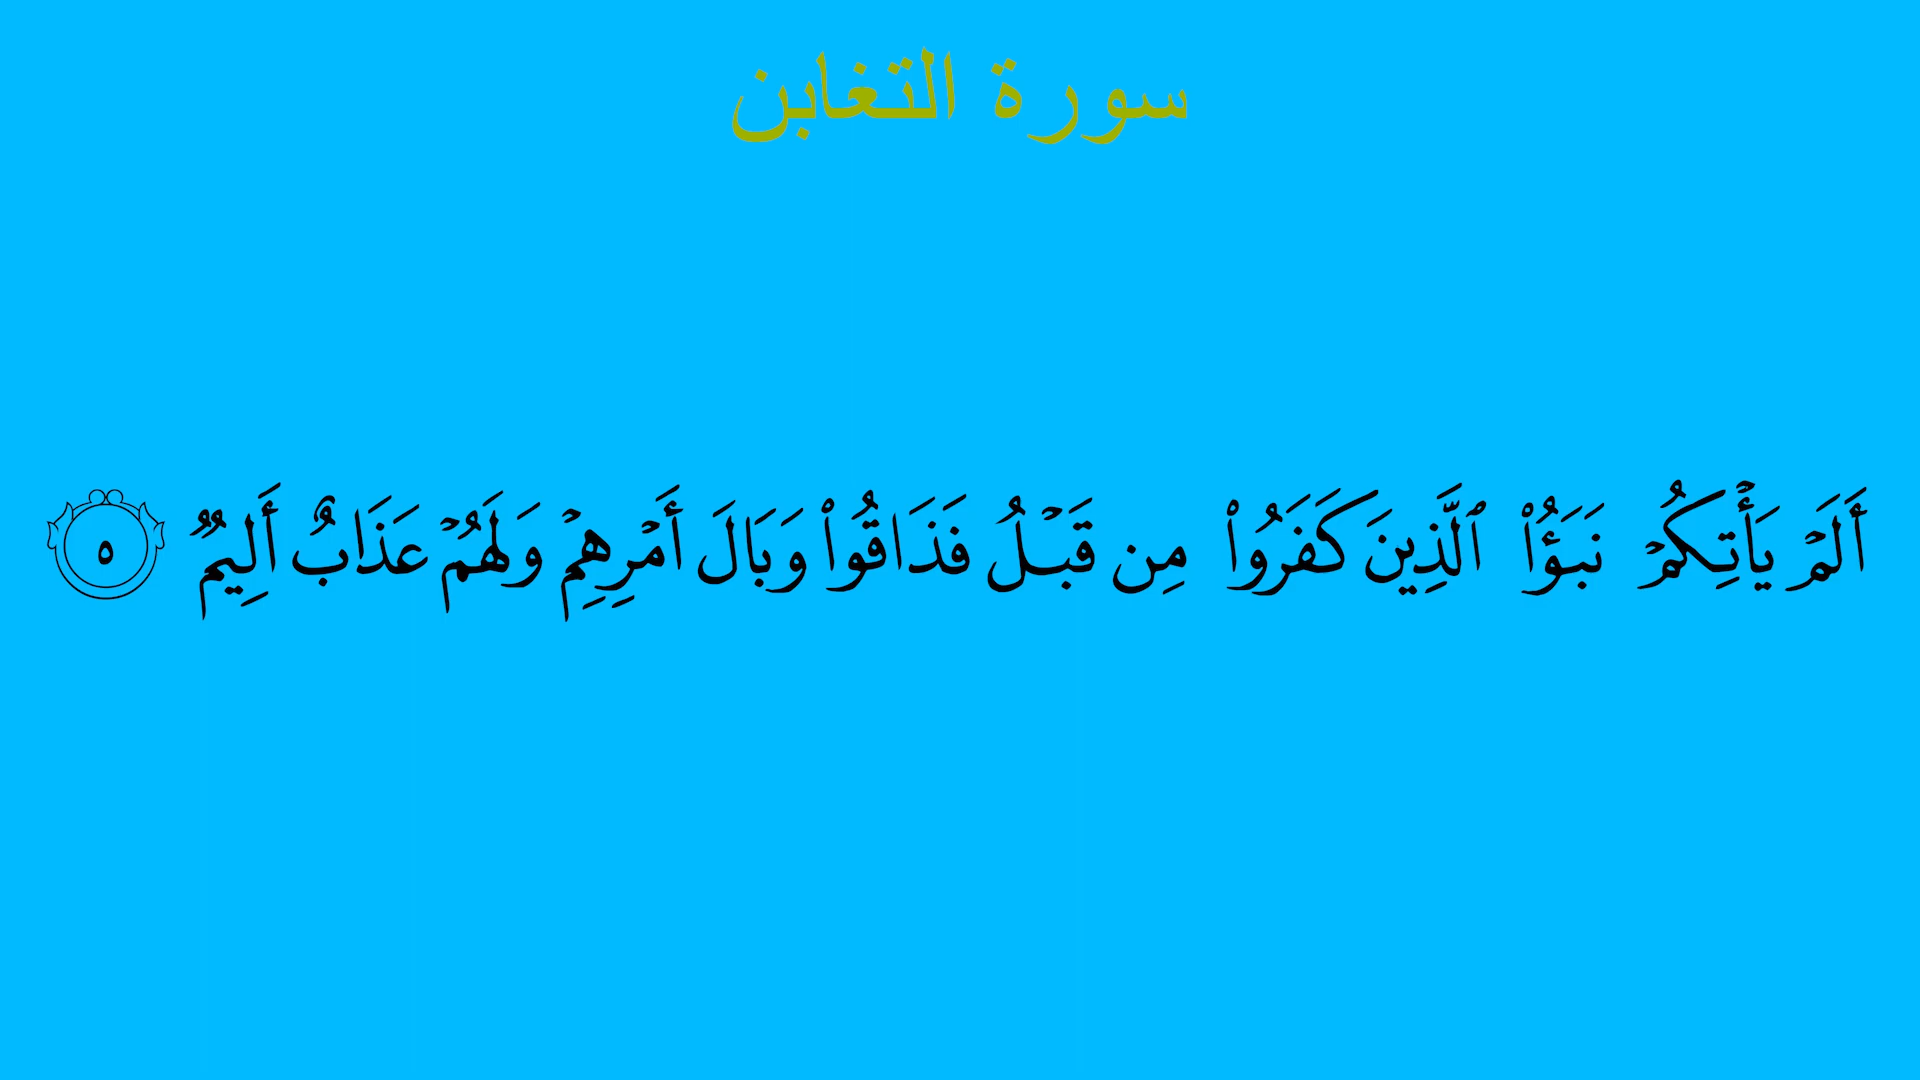 سورة التغابن
أَلَمۡ يَأۡتِكُمۡ نَبَؤُاْ ٱلَّذِينَ كَفَرُواْ مِن قَبۡلُ فَذَاقُواْ وَبَالَ أَمۡرِهِمۡ وَلَهُمۡ عَذَابٌ أَلِيمٌ ٥